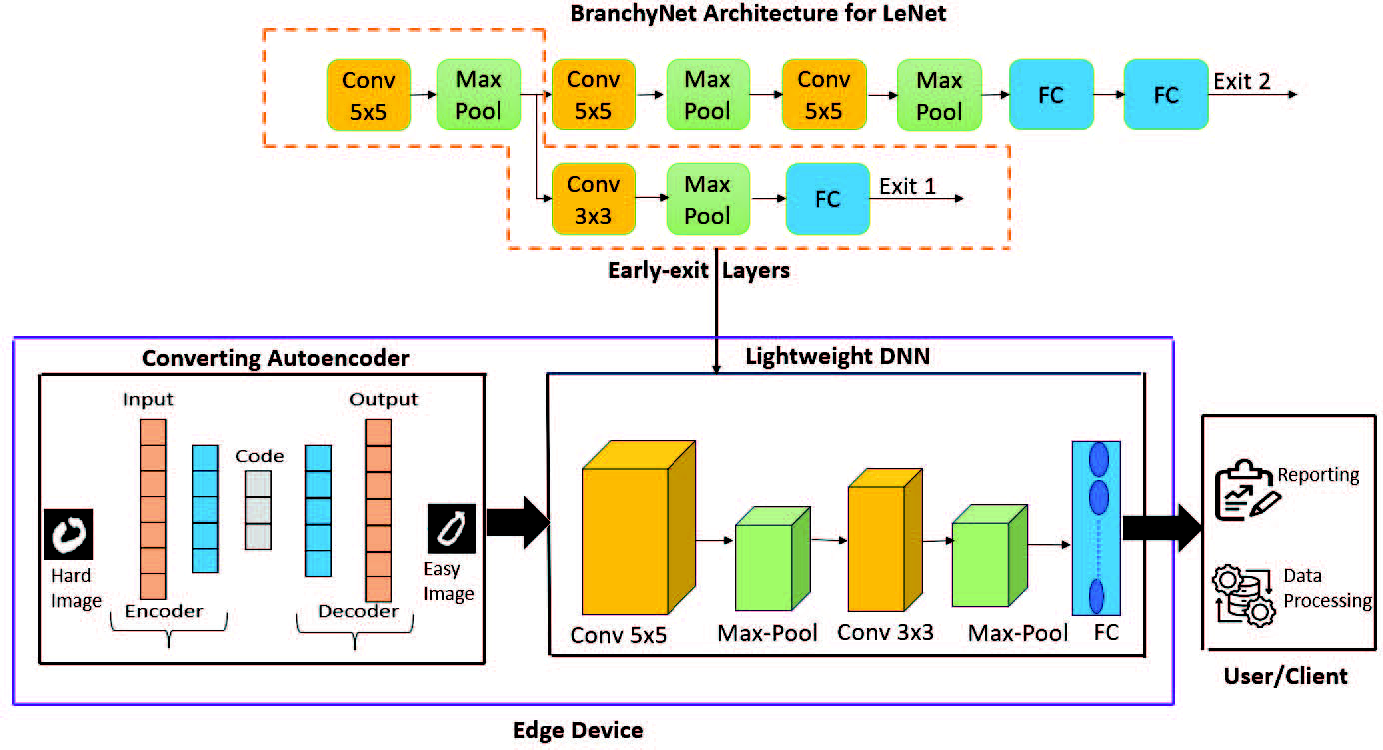 BranchyNet Architecture for LeNet
Conv
5x5
Max
Pool
Conv
5x5
Max
Pool
Conv
5x5
Max
Pool
FC
FC
Exit 2
Conv
3x3
Max
Pool
FC
Exit 1
Early-exit Layers
Converting Autoencoder
Lightweight DNN
Input
Output
Code
Hard
Image
Easy
Image
Encoder
Decoder
Conv 5x5
Max-Pool
Conv 3x3
Max-Pool
FC
Reporting
Data
Processing
User/Client
Edge Device